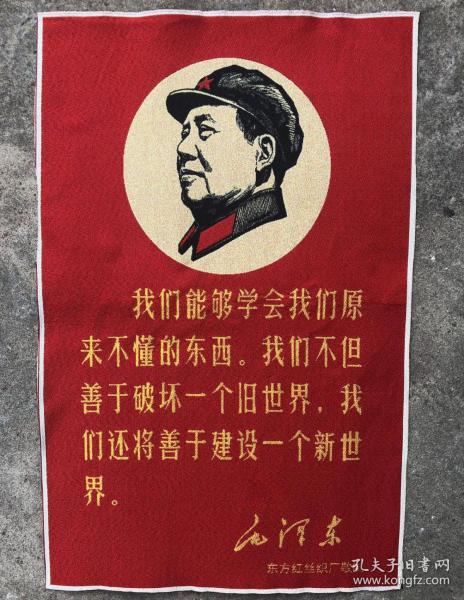 我们能够学会我们原
来不懂的东西。我们不但
善于破坏一个旧世界，我
们还将善于建设一个新世
界。
毛泽东
东方红丝织厂敬
孔夫子旧书网
www.kongfz.com